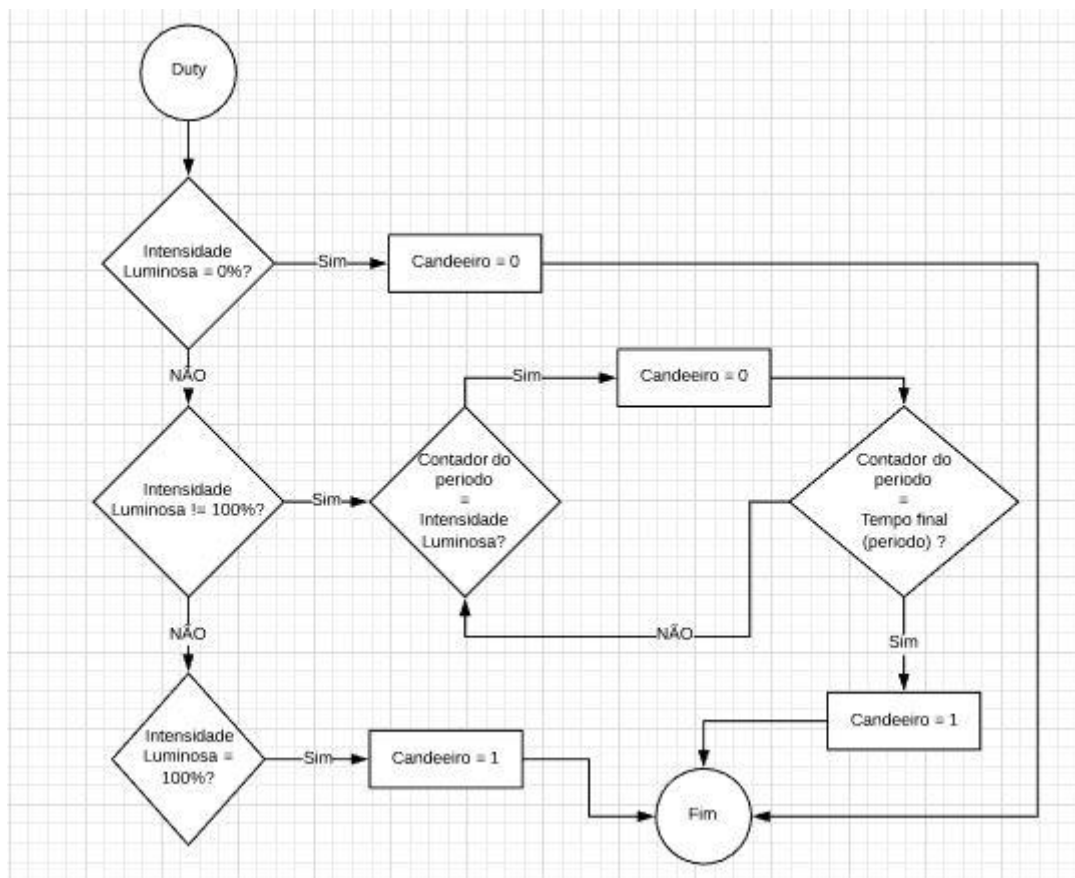 Duty
Intensidade
Luminosa = 0%?
Sim
Candeeiro = 0
NÃO
Sim
Candeeiro = 0
Intensidade
Luminosa != 100%?
Sim
Contador do
periodo
=
Intensidade
Luminosa?
Contador do
periodo
=
Tempo final
(periodo) ?
NÃO
NÃO
Sim
Intensidade
Luminosa =
100%?
Sim
Candeeiro = 1
Candeeiro = 1
Fim